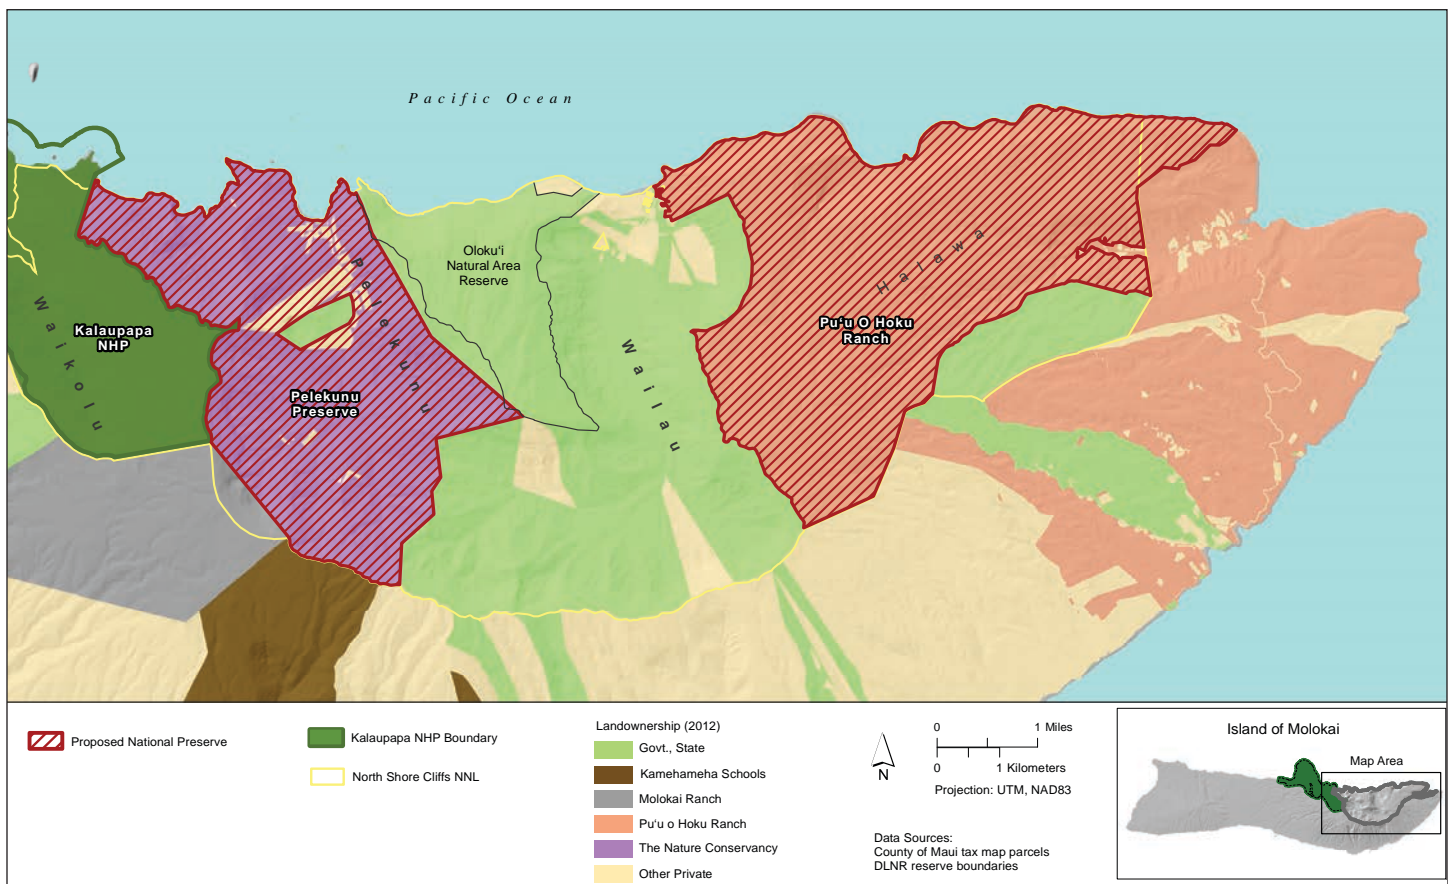 Pacific Ocean
Oloku‘i
Natural Area
Reserve
Pelekunu
Halawa
Waikolu
Kalaupapa
NHP
Pu‘u O Hoku
Ranch
Wailau
Pelekunu
Preserve
Proposed National Preserve
Kalaupapa NHP Boundary
North Shore Cliffs NNL
Landownership (2012)
Govt., State
Kamehameha Schools
Molokai Ranch
Pu‘u o Hoku Ranch
The Nature Conservancy
Other Private
N
0 1 Miles
0 1 Kilometers
Projection: UTM, NAD83
Data Sources:
County of Maui tax map parcels
DLNR reserve boundaries
Island of Molokai
Map Area